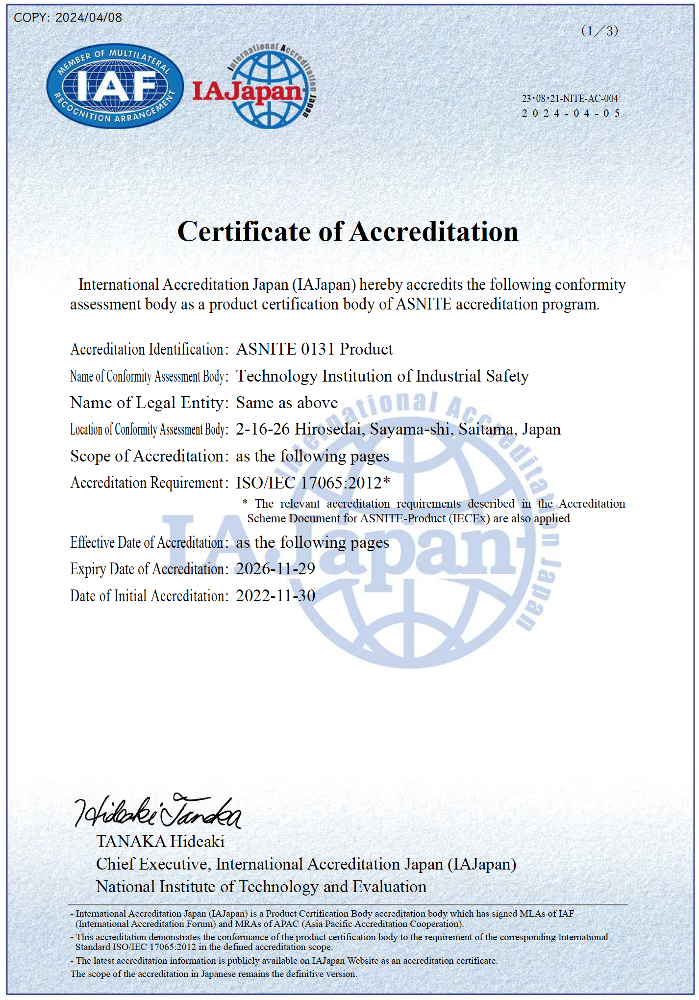 COPY: 2024/04/08
(1／3)
MEMBER OF MULTILATERAL
IAF
RECOGNITION ARRANGEMENT
International Accreditation Japan
IAJapan
23・08・21-NITE-AC-004
2024-04-05
Certificate of Accreditation
International Accreditation Japan (IAJapan) hereby accredits the following conformity
assessment body as a product certification body of ASNITE accreditation program.
Accreditation Identification: ASNITE 0131 Product
Name of Conformity Assessment Body: Technology Institution of Industrial Safety
Name of Legal Entity: Same as above
Location of Conformity Assessment Body: 2-16-26 Hirosedai, Sayama-shi, Saitama, Japan
Scope of Accreditation: as the following pages
Accreditation Requirement: ISO/IEC 17065:2012*
* The relevant accreditation requirements described in the Accreditation
Scheme Document for ASNITE-Product (IECEx) are also applied
Effective Date of Accreditation: as the following pages
Expiry Date of Accreditation: 2026-11-29
Date of Initial Accreditation: 2022-11-30
International Accreditation Japan
IAJapan
Hideaki Tanaka
TANAKA Hideaki
Chief Executive, International Accreditation Japan (IAJapan)
National Institute of Technology and Evaluation
- International Accreditation Japan (IAJapan) is a Product Certification Body accreditation body which has signed MLAs of IAF
(International Accreditation Forum) and MRAs of APAC (Asia Pacific Accreditation Cooperation).
- This accreditation demonstrates the conformance of the product certification body to the requirement of the corresponding International
Standard ISO/IEC 17065:2012 in the defined accreditation scope.
- The latest accreditation information is publicly available on IAJapan Website as an accreditation certificate.
The scope of the accreditation in Japanese remains the definitive version.